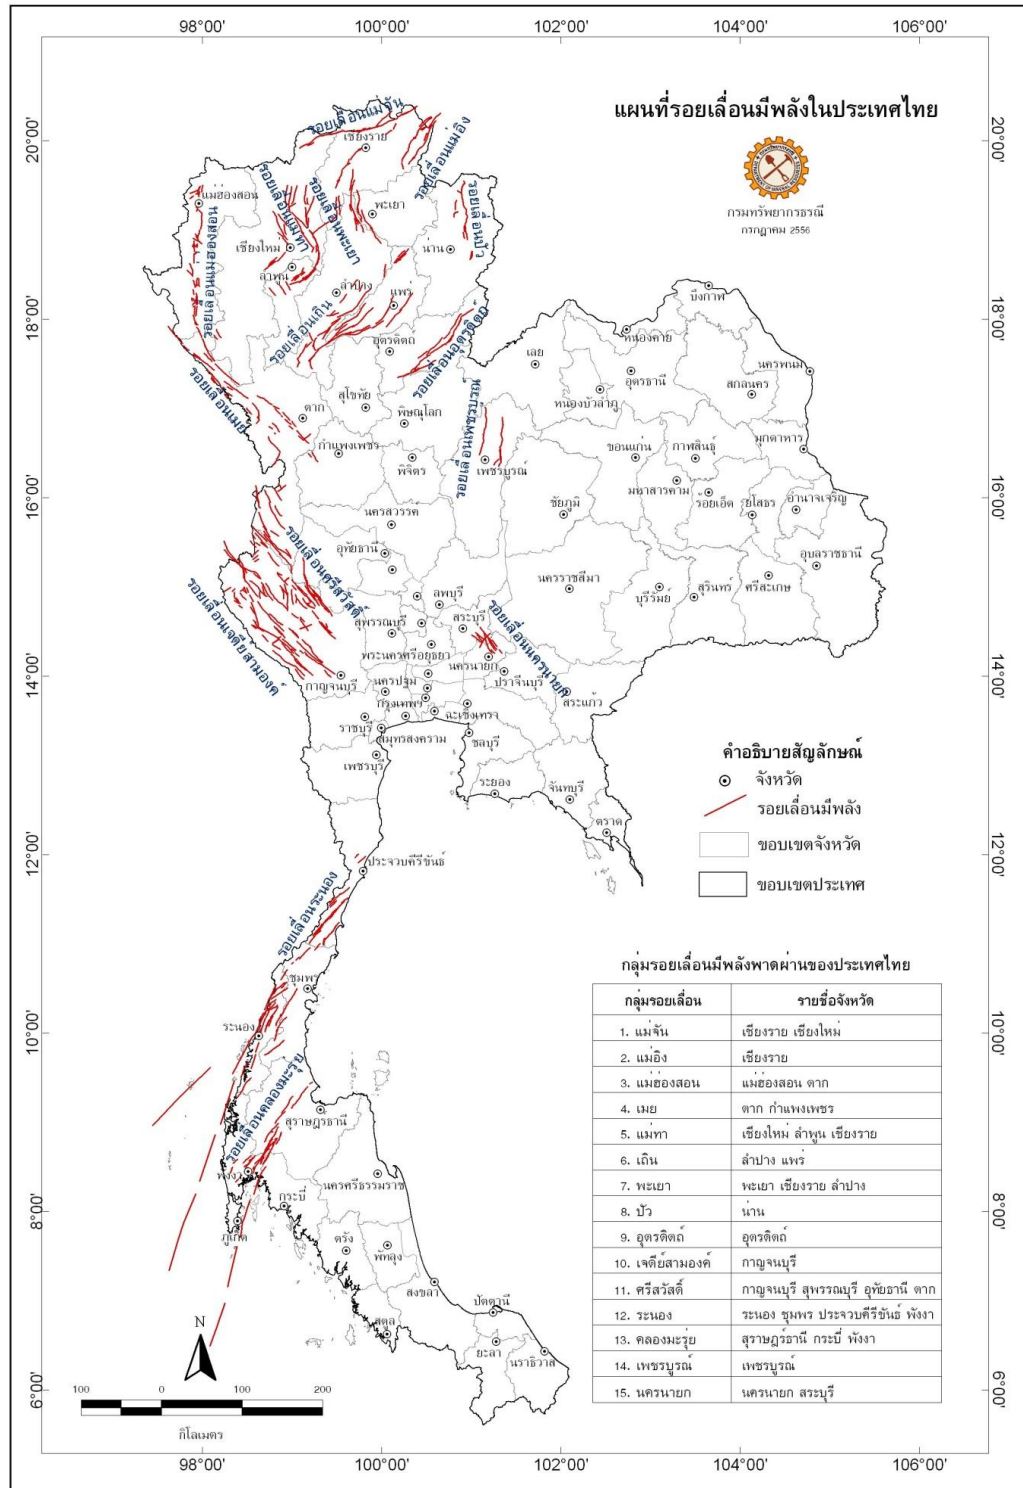 98°00' 100°00' 102°00' 104°00' 106°00'
แผนที่รอยเลื่อนมีพลังในประเทศไทย
กรมทรัพยากรธรณี
กรกฎาคม 2556
20°00' 20°00'
18°00' 18°00'
16°00' 16°00'
14°00' 14°00'
12°00' 12°00'
10°00' 10°00'
8°00' 8°00'
6°00' 6°00'
รอยเลื่อนแม่จัน
เชียงราย
รอยเลื่อนแม่อิง
แม่ฮ่องสอน
รอยเลื่อนแม่ฮ่องสอน
รอยเลื่อนแม่ทา
รอยเลื่อนพะเยา
พะเยา
รอยเลื่อนปัว
น่าน
เชียงใหม่
ลำพูน
ลำปาง
แพร่
รอยเลื่อนเถิน
อุตรดิตถ์
รอยเลื่อนอุตรดิตถ์
รอยเลื่อนเมย
ตาก
สุโขทัย
พิษณุโลก
กำแพงเพชร
พิจิตร
รอยเลื่อนเพชรบูรณ์
เพชรบูรณ์
เลย
หนองคาย
บึงกาฬ
อุดรธานี
หนองบัวลำภู
นครพนม
สกลนคร
ขอนแก่น
กาฬสินธุ์
มุกดาหาร
มหาสารคาม
ร้อยเอ็ด
ยโสธร
อำนาจเจริญ
ชัยภูมิ
นครสวรรค์
อุทัยธานี
รอยเลื่อนศรีสวัสดิ์
รอยเลื่อนเจดีย์สามองค์
นครราชสีมา
บุรีรัมย์
สุรินทร์
ศรีสะเกษ
อุบลราชธานี
ลพบุรี
สระบุรี
สุพรรณบุรี
พระนครศรีอยุธยา
รอยเลื่อนนครนายก
นครนายก
ปราจีนบุรี
สระแก้ว
กาญจนบุรี
นครปฐม
กรุงเทพฯ
ฉะเชิงเทรา
ราชบุรี
สมุทรสงคราม
ชลบุรี
เพชรบุรี
ระยอง
จันทบุรี
ตราด
ประจวบคีรีขันธ์
รอยเลื่อนระนอง
ชุมพร
ระนอง
รอยเลื่อนคลองมะรุ่ย
สุราษฎรธานี
พังงา
กระบี่
นครศรีธรรมราช
ภูเก็ต
ตรัง
พัทลุง
สงขลา
ปัตตานี
สตูล
ยะลา
นราธิวาส
คำอธิบายสัญลักษณ์
จังหวัด
รอยเลื่อนมีพลัง
ขอบเขตจังหวัด
ขอบเขตประเทศ
กลุ่มรอยเลื่อนมีพลังพาดผ่านของประเทศไทย
กลุ่มรอยเลื่อน รายชื่อจังหวัด
1. แม่จัน เชียงราย เชียงใหม่
2. แม่อิง เชียงราย
3. แม่ฮ่องสอน แม่ฮ่องสอน ตาก
4. เมย ตาก กำแพงเพชร
5. แม่ทา เชียงใหม่ ลำพูน เชียงราย
6. เถิน ลำปาง แพร่
7. พะเยา พะเยา เชียงราย ลำปาง
8. ปัว น่าน
9. อุตรดิตถ์ อุตรดิตถ์
10. เจดีย์สามองค์ กาญจนบุรี
11. ศรีสวัสดิ์ กาญจนบุรี สุพรรณบุรี อุทัยธานี ตาก
12. ระนอง ระนอง ชุมพร ประจวบคีรีขันธ์ พังงา
13. คลองมะรุ่ย สุราษฎร์ธานี กระบี่ พังงา
14. เพชรบูรณ์ เพชรบูรณ์
15. นครนายก นครนายก สระบุรี
N
100 0 100 200
กิโลเมตร
98°00' 100°00' 102°00' 104°00' 106°00'